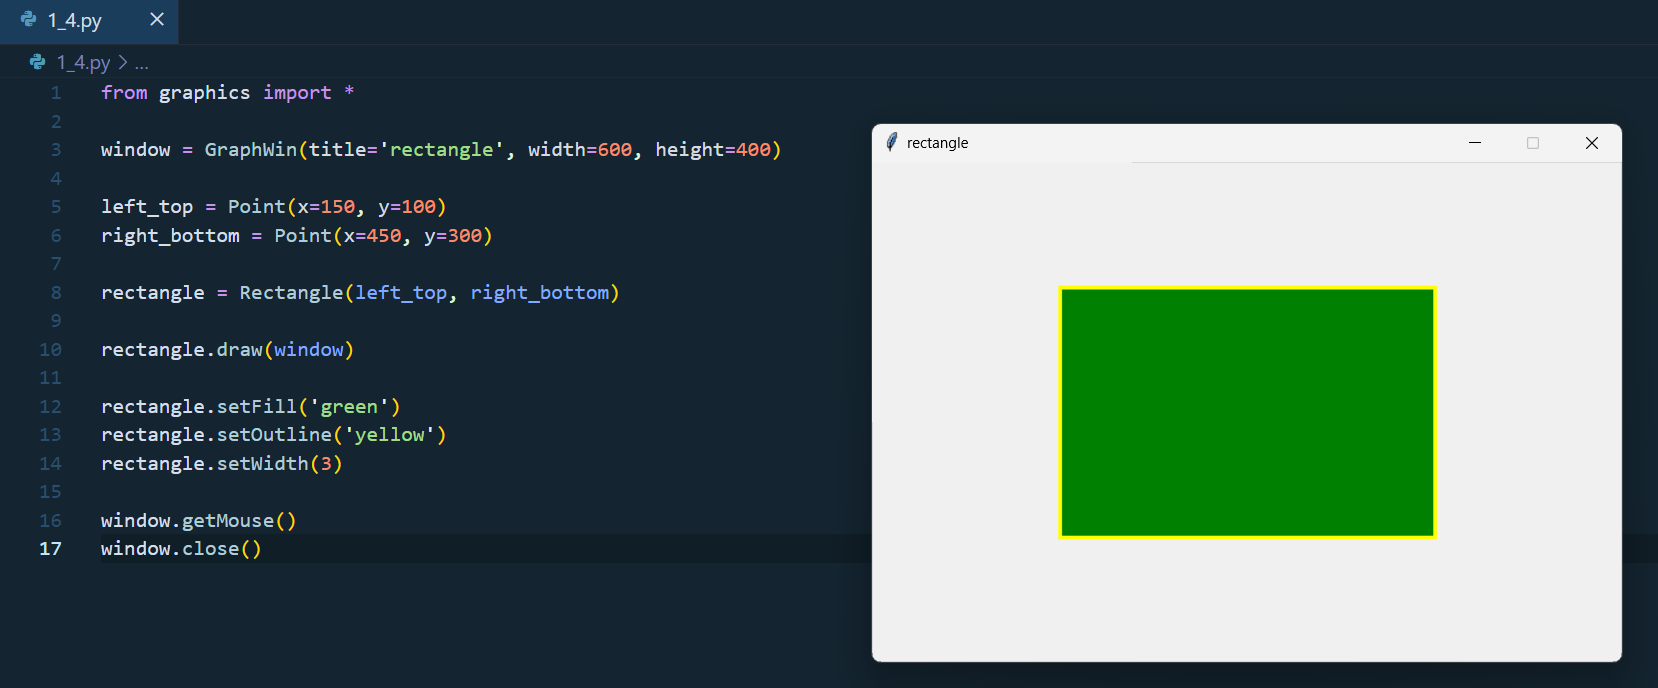 1_4.py
1_4.py > ...
1 from graphics import *
2
3 window = GraphWin(title='rectangle', width=600, height=400)
4
5 left_top = Point(x=150, y=100)
6 right_bottom = Point(x=450, y=300)
7
8 rectangle = Rectangle(left_top, right_bottom)
9
10 rectangle.draw(window)
11
12 rectangle.setFill('green')
13 rectangle.setOutline('yellow')
14 rectangle.setWidth(3)
15
16 window.getMouse()
17 window.close()
rectangle